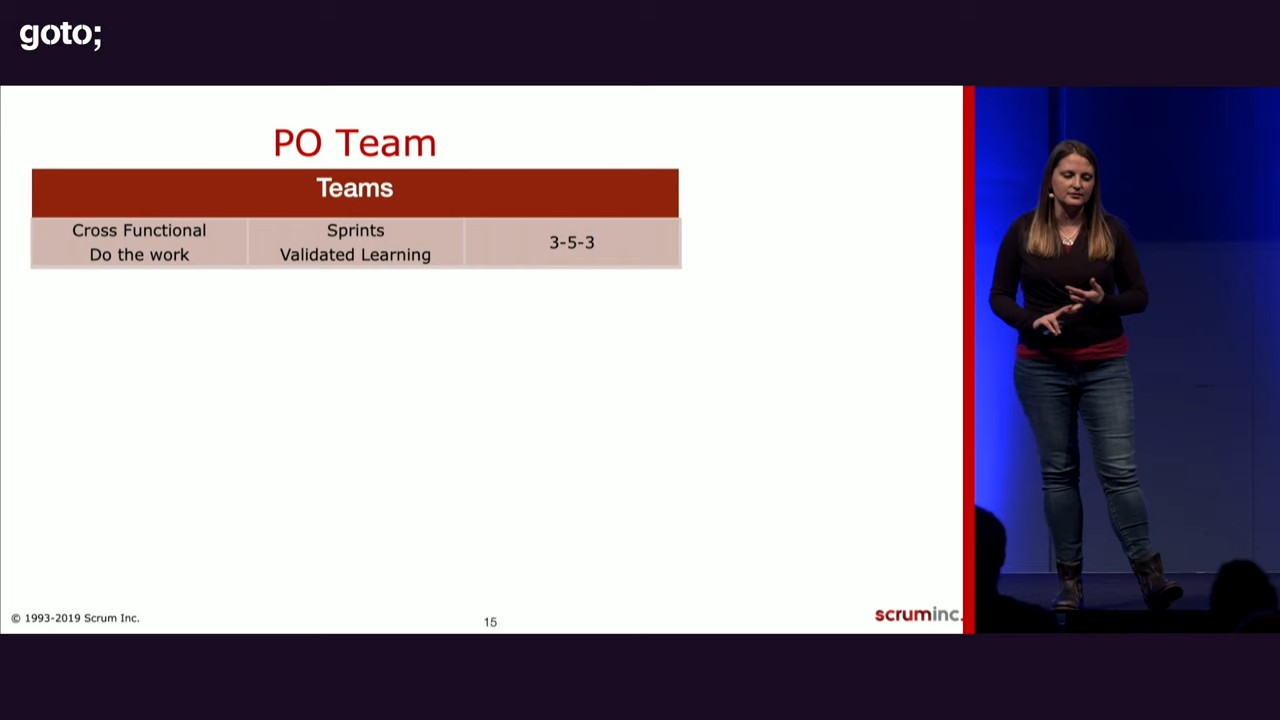 goto;
PO Team
Teams
Cross Functional
Do the work
Sprints
Validated Learning
3-5-3
© 1993-2019 Scrum Inc.
15
scruminc.